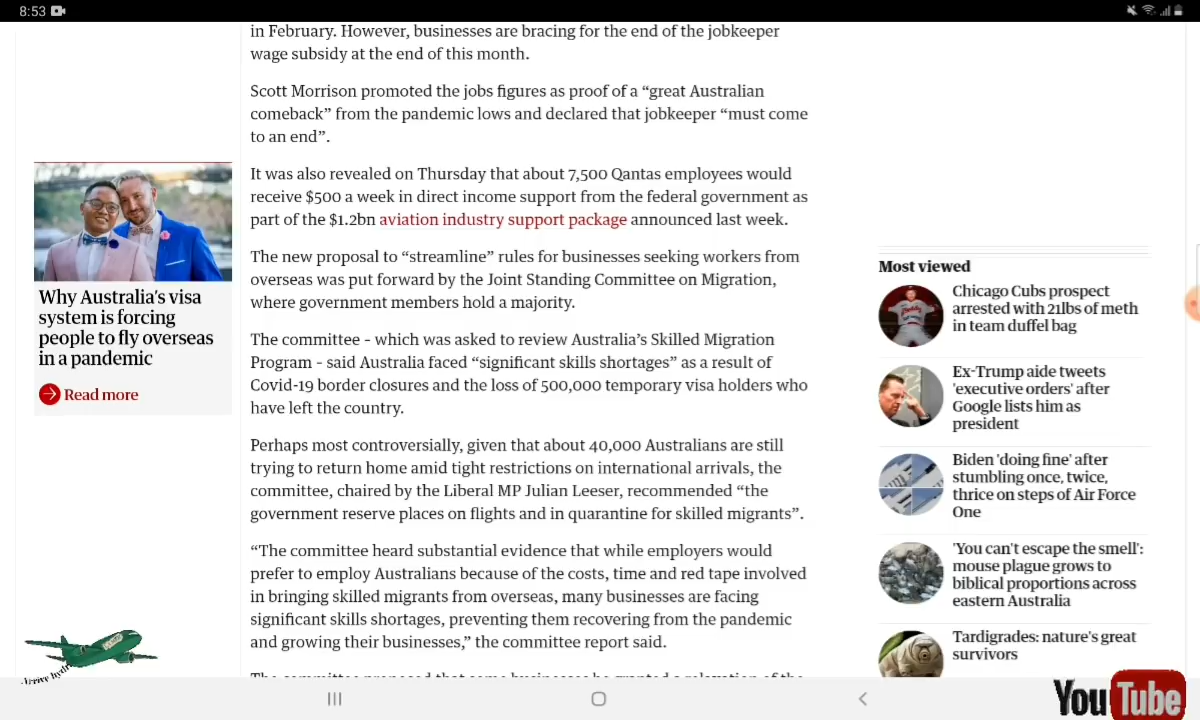 8:53
in February. However, businesses are bracing for the end of the jobkeeper
wage subsidy at the end of this month.
Scott Morrison promoted the jobs figures as proof of a “great Australian
comeback” from the pandemic lows and declared that jobkeeper “must come
to an end”.
It was also revealed on Thursday that about 7,500 Qantas employees would
receive $500 a week in direct income support from the federal government as
part of the $1.2bn aviation industry support package announced last week.
The new proposal to “streamline” rules for businesses seeking workers from
overseas was put forward by the Joint Standing Committee on Migration,
where government members hold a majority.
The committee - which was asked to review Australia’s Skilled Migration
Program - said Australia faced “significant skills shortages” as a result of
Covid-19 border closures and the loss of 500,000 temporary visa holders who
have left the country.
Perhaps most controversially, given that about 40,000 Australians are still
trying to return home amid tight restrictions on international arrivals, the
committee, chaired by the Liberal MP Julian Leeser, recommended “the
government reserve places on flights and in quarantine for skilled migrants”.
“The committee heard substantial evidence that while employers would
prefer to employ Australians because of the costs, time and red tape involved
in bringing skilled migrants from overseas, many businesses are facing
significant skills shortages, preventing them recovering from the pandemic
and growing their businesses,” the committee report said.
Why Australia’s visa
system is forcing
people to fly overseas
in a pandemic
Read more
Most viewed
Chicago Cubs prospect
arrested with 21lbs of meth
in team duffel bag
Ex-Trump aide tweets
'executive orders' after
Google lists him as
president
Biden 'doing fine' after
stumbling once, twice,
thrice on steps of Air Force
One
'You can't escape the smell':
mouse plague grows to
biblical proportions across
eastern Australia
Tardigrades: nature's great
survivors
YouTube